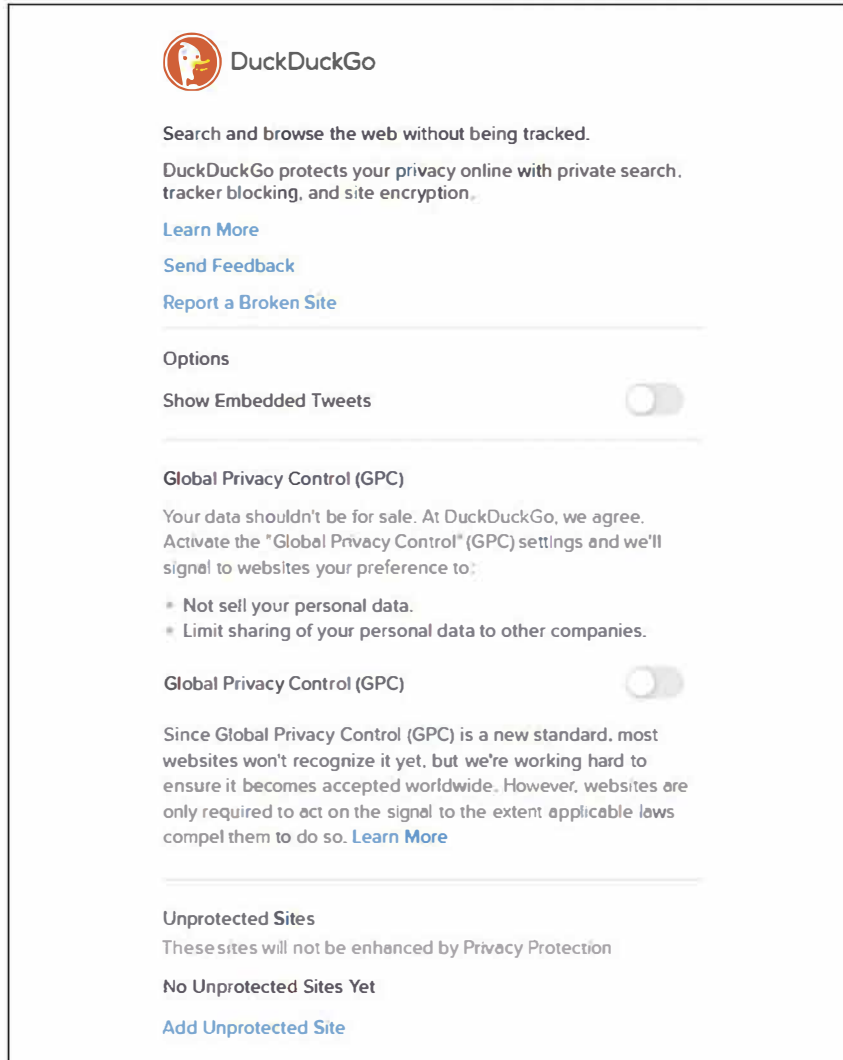 DuckDuckGo
Search and browse the web without being tracked.
DuckDuckGo protects your privacy online with private search,
tracker blocking, and site encryption.
Learn More
Send Feedback
Report a Broken Site
Options
Show Embedded Tweets
Global Privacy Control (GPC)
Your data shouldn't be for sale. At DuckDuckGo, we agree.
Activate the "Global Privacy Control" (GPC) settings and we'll
signal to websites your preference to:
• Not sell your personal data.
• Limit sharing of your personal data to other companies.
Global Privacy Control (GPC)
Since Global Privacy Control (GPC) is a new standard, most
websites won't recognize it yet, but we're working hard to
ensure it becomes accepted worldwide. However, websites are
only required to act on the signal to the extent applicable laws
compel them to do so. Learn More
Unprotected Sites
These sites will not be enhanced by Privacy Protection
No Unprotected Sites Yet
Add Unprotected Site